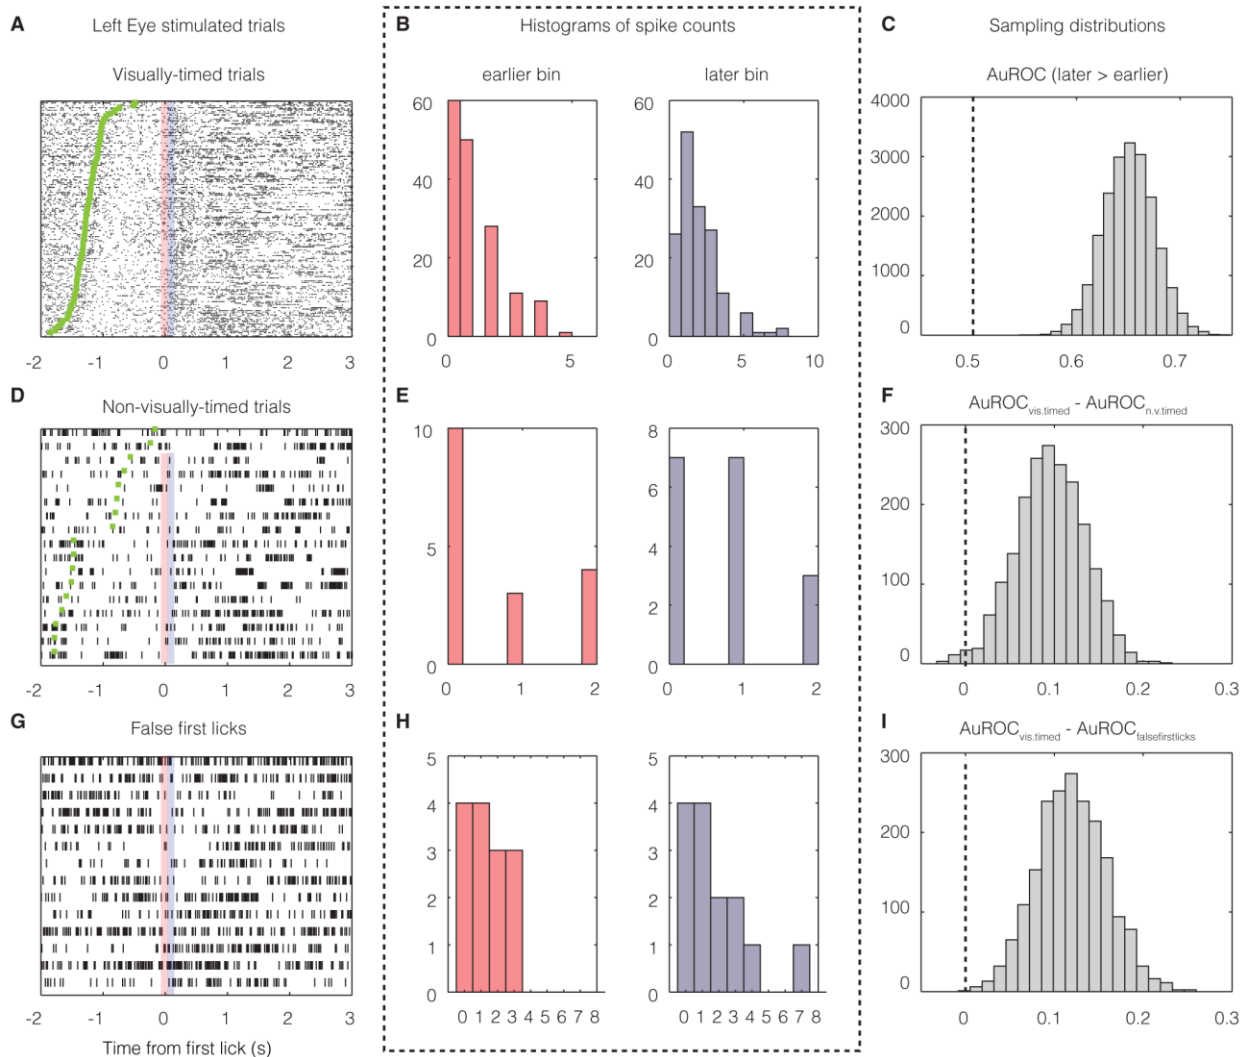 A Left Eye stimulated trials
B Histograms of spike counts
C Sampling distributions
Visually-timed trials
earlier bin
later bin
AuROC (later > earlier)
60
40
20
0
0 5
60
40
20
0
0 5 10
4000
3000
2000
1000
0
0.5 0.6 0.7
-2 -1 0 1 2 3
D Non-visually-timed trials
E
F AuROCvis.timed - AuROCn.v.timed
-2 -1 0 1 2 3
10
5
0
0 1 2
8
6
4
2
0
0 1 2
300
200
100
0
0 0.1 0.2 0.3
G False first licks
H
I AuROCvis.timed - AuROCfalsefirstlicks
-2 -1 0 1 2 3
Time from first lick (s)
5
4
3
2
1
0
0 1 2 3 4 5 6 7 8
5
4
3
2
1
0
0 1 2 3 4 5 6 7 8
300
200
100
0
0 0.1 0.2 0.3